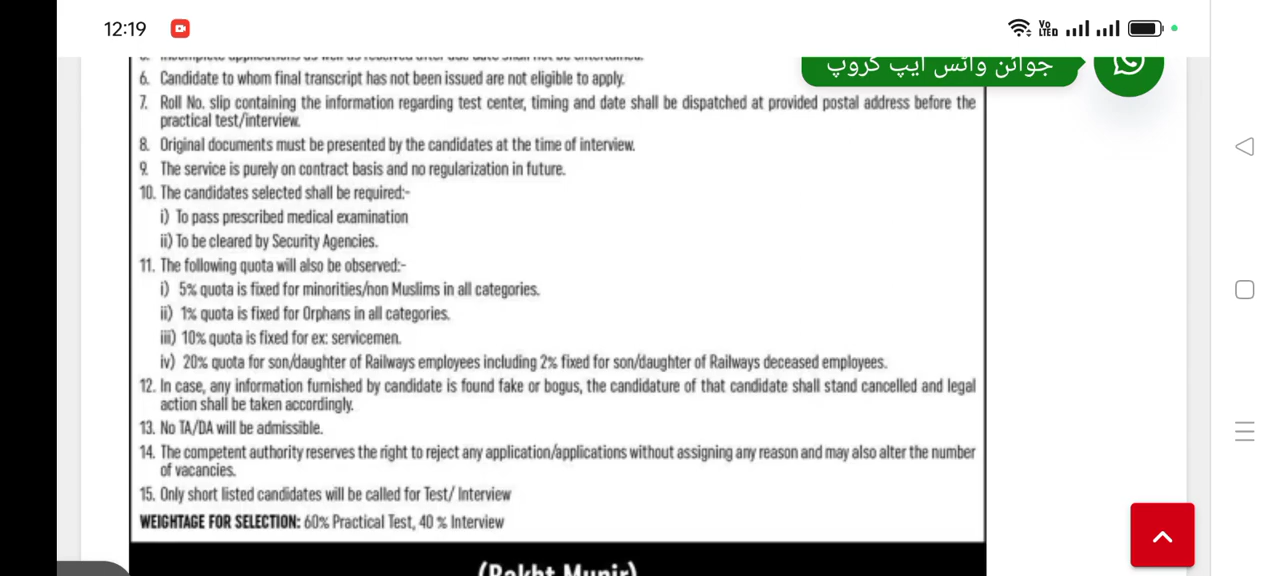 12:19
Vo
LTE
جوائن واٹس ایپ گروپ
6. Candidate to whom final transcript has not been issued are not eligible to apply.
7. Roll No. slip containing the information regarding test center, timing and date shall be dispatched at provided postal address before the
practical test/interview.
8. Original documents must be presented by the candidates at the time of interview.
9. The service is purely on contract basis and no regularization in future.
10. The candidates selected shall be required:-
i) To pass prescribed medical examination
ii) To be cleared by Security Agencies.
11. The following quota will also be observed:-
i) 5% quota is fixed for minorities/non Muslims in all categories.
ii) 1% quota is fixed for Orphans in all categories.
iii) 10% quota is fixed for ex: servicemen.
iv) 20% quota for son/daughter of Railways employees including 2% fixed for son/daughter of Railways deceased employees.
12. In case, any information furnished by candidate is found fake or bogus, the candidature of that candidate shall stand cancelled and legal
action shall be taken accordingly.
13. No TA/DA will be admissible.
14. The competent authority reserves the right to reject any application/applications without assigning any reason and may also alter the number
of vacancies.
15. Only short listed candidates will be called for Test/ Interview
WEIGHTAGE FOR SELECTION: 60% Practical Test, 40 % Interview
(Bakht Munir)